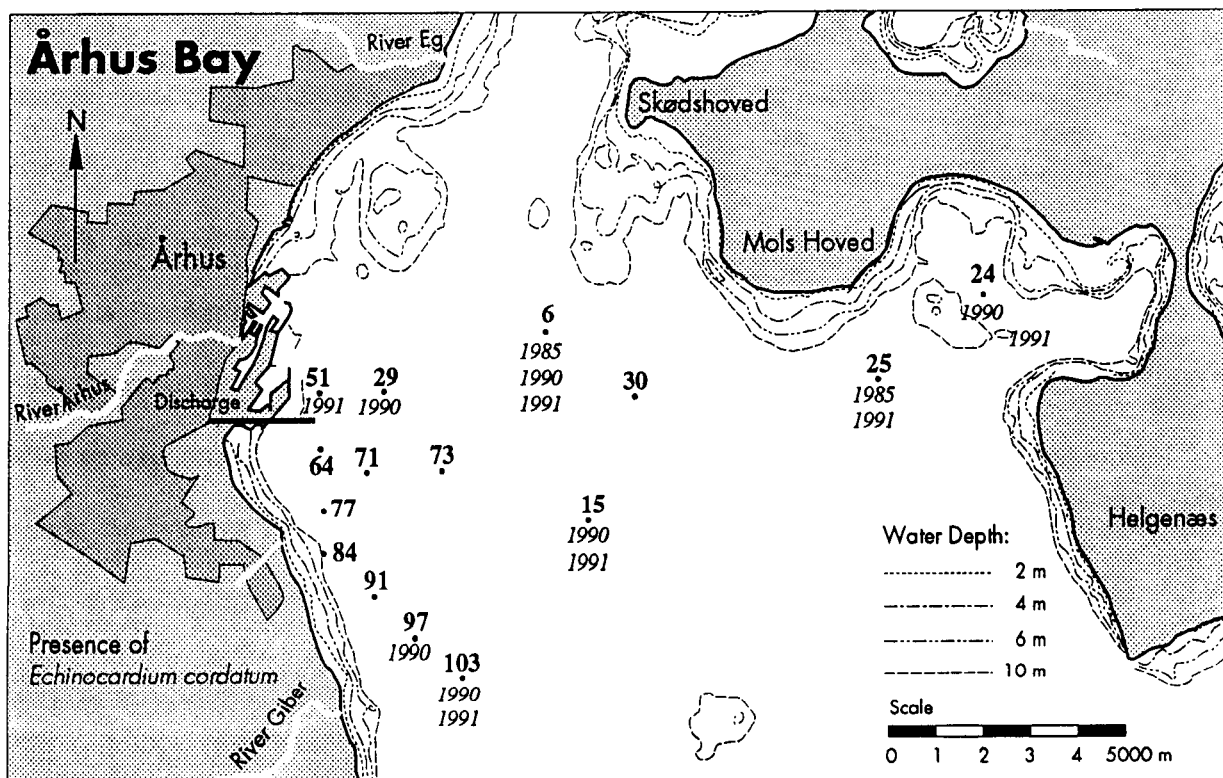 Århus Bay
N
River Eg
Skødshoved
Århus
Mols Hoved
24
1990
1991
6
1985
1990
1991
30
25
1985
1991
51
1991
29
1990
River Århus
Discharge
64
71
73
77
15
1990
1991
84
91
97
1990
103
1990
1991
Helgenæs
Presence of
Echinocardium cordatum
River Giber
Water Depth:
2 m
4 m
6 m
10 m
Scale
0 1 2 3 4 5000 m